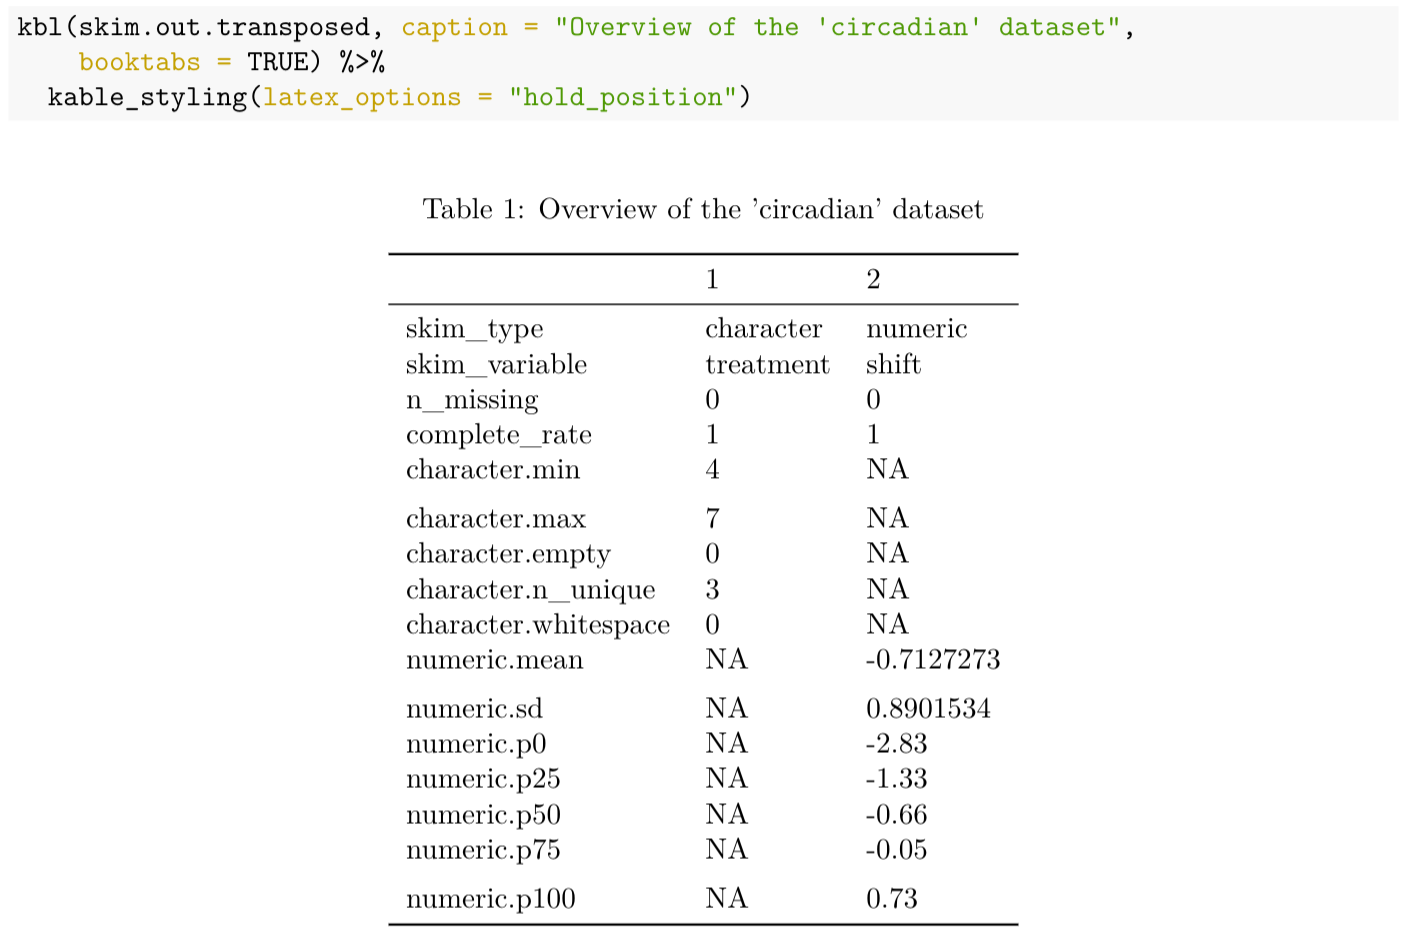 kbl(skim.out.transposed, caption = "Overview of the 'circadian' dataset",
    booktabs = TRUE) %>%
  kable_styling(latex_options = "hold_position")
Table 1: Overview of the ’circadian’ dataset
1 2
skim_type character numeric
skim_variable treatment shift
n_missing 0 0
complete_rate 1 1
character.min 4 NA
character.max 7 NA
character.empty 0 NA
character.n_unique 3 NA
character.whitespace 0 NA
numeric.mean NA -0.7127273
numeric.sd NA 0.8901534
numeric.p0 NA -2.83
numeric.p25 NA -1.33
numeric.p50 NA -0.66
numeric.p75 NA -0.05
numeric.p100 NA 0.73